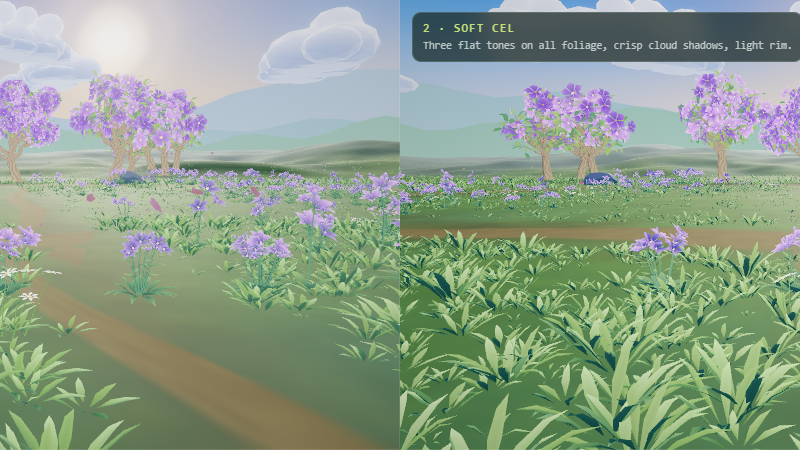 2 · SOFT CEL
Three flat tones on all foliage, crisp cloud shadows, light rim.